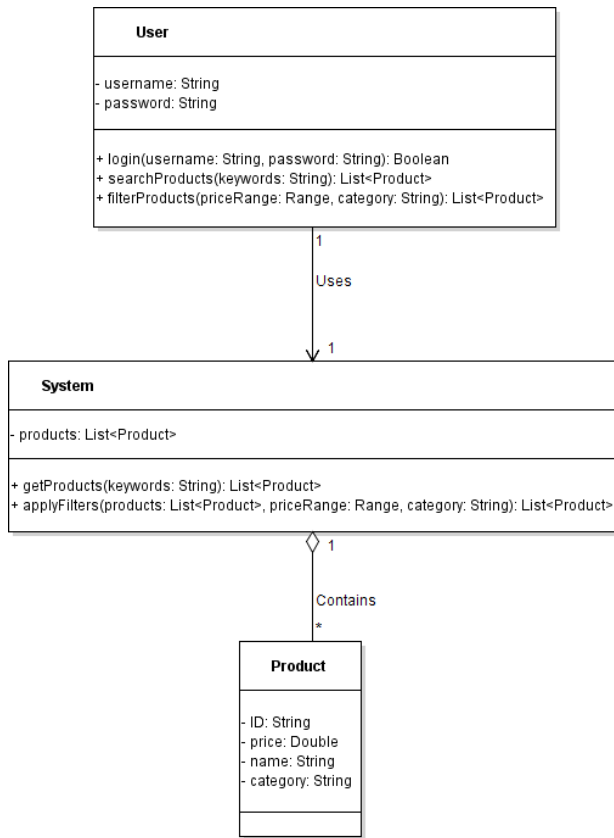 User
- username: String
- password: String
+ login(username: String, password: String): Boolean
+ searchProducts(keywords: String): List<Product>
+ filterProducts(priceRange: Range, category: String): List<Product>
1
Uses
1
System
- products: List<Product>
+ getProducts(keywords: String): List<Product>
+ applyFilters(products: List<Product>, priceRange: Range, category: String): List<Product>
1
Contains
*
Product
- ID: String
- price: Double
- name: String
- category: String